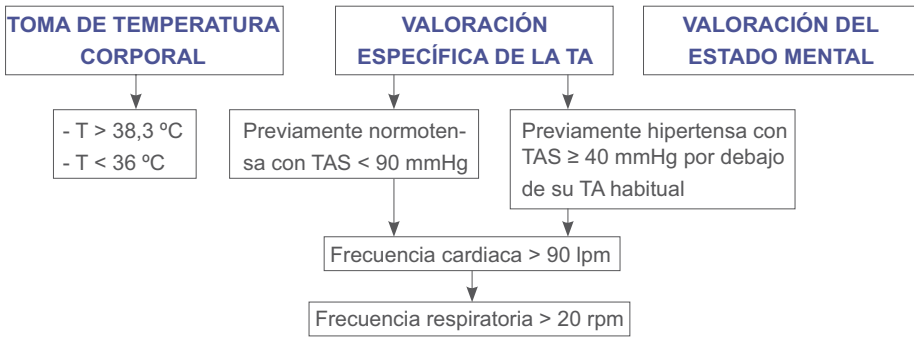 TOMA DE TEMPERATURA
CORPORAL
VALORACIÓN
ESPECÍFICA DE LA TA
VALORACIÓN DEL
ESTADO MENTAL
- T > 38,3 ºC
- T < 36 ºC
Previamente normoten-
sa con TAS < 90 mmHg
Previamente hipertensa con
TAS ≥ 40 mmHg por debajo
de su TA habitual
Frecuencia cardiaca > 90 lpm
Frecuencia respiratoria > 20 rpm